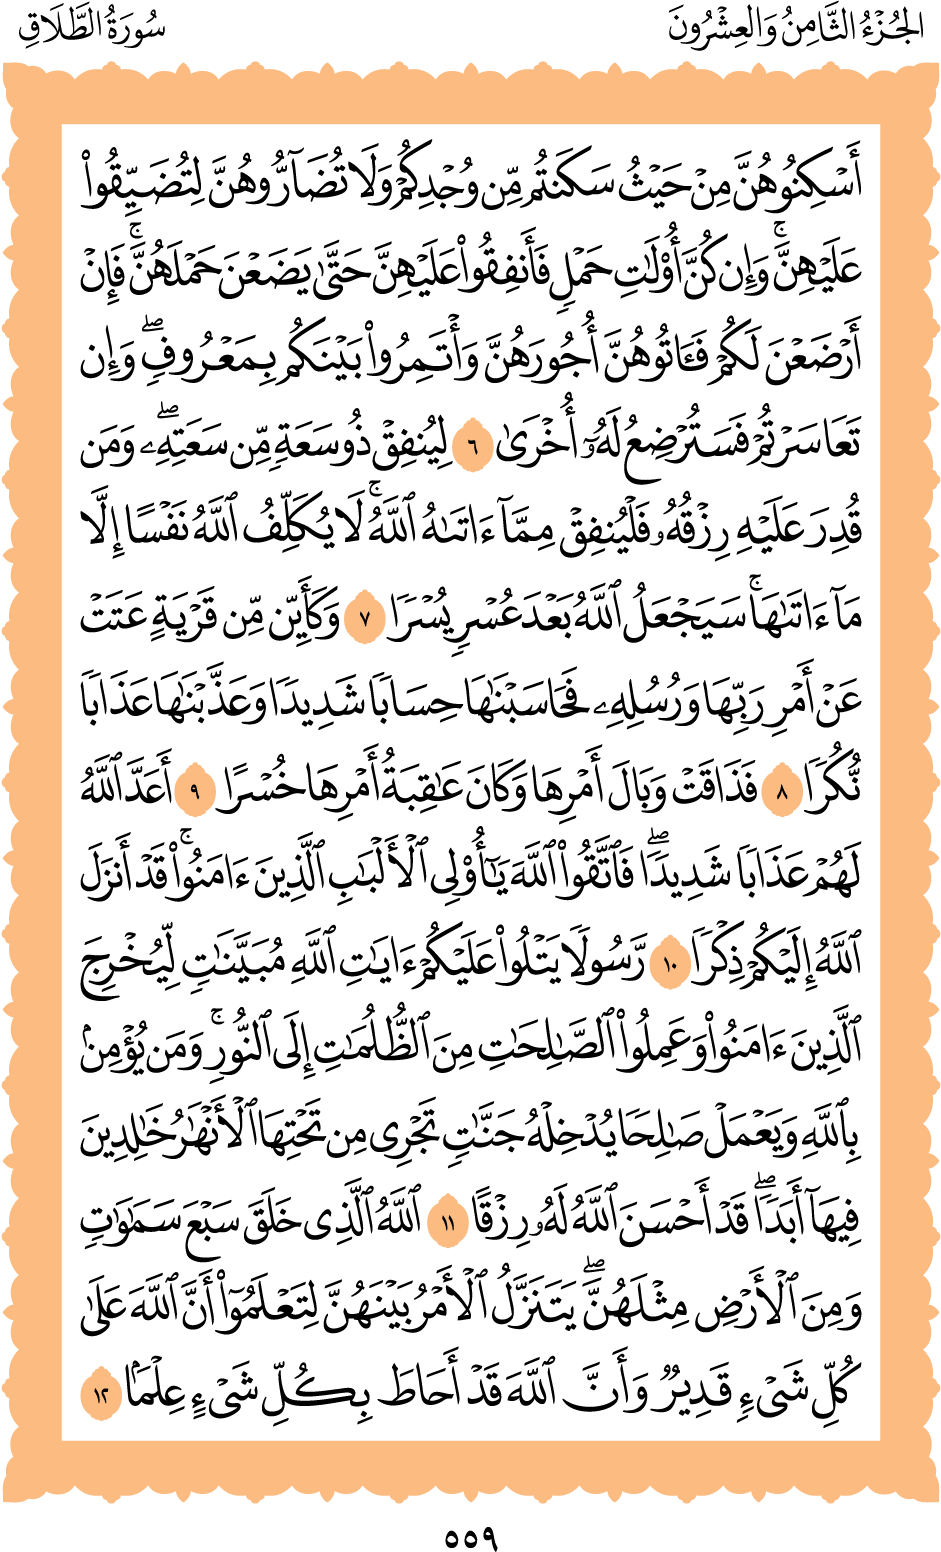 الجُزْءُ الثَّامِنُ وَالْعِشْرُونَ
سُورَةُ الطَّلَاقِ
أَسْكِنُوهُنَّ مِنْ حَيْثُ سَكَنتُم مِّن وُجْدِكُمْ وَلَا تُضَآرُّوهُنَّ لِتُضَيِّقُوا۟
عَلَيْهِنَّ ۚ وَإِن كُنَّ أُو۟لَـٰتِ حَمْلٍ فَأَنفِقُوا۟ عَلَيْهِنَّ حَتَّىٰ يَضَعْنَ حَمْلَهُنَّ ۚ فَإِنْ
أَرْضَعْنَ لَكُمْ فَـَٔاتُوهُنَّ أُجُورَهُنَّ وَأْتَمِرُوا۟ بَيْنَكُم بِمَعْرُوفٍ ۖ وَإِن
تَعَاسَرْتُمْ فَسَتُرْضِعُ لَهُۥٓ أُخْرَىٰ ٦ لِيُنفِقْ ذُو سَعَةٍ مِّن سَعَتِهِۦ ۖ وَمَن
قُدِرَ عَلَيْهِ رِزْقُهُۥ فَلْيُنفِقْ مِمَّآ ءَاتَىٰهُ ٱللَّهُ ۚ لَا يُكَلِّفُ ٱللَّهُ نَفْسًا إِلَّا
مَآ ءَاتَىٰهَا ۚ سَيَجْعَلُ ٱللَّهُ بَعْدَ عُسْرٍ يُسْرًا ٧ وَكَأَيِّن مِّن قَرْيَةٍ عَتَتْ
عَنْ أَمْرِ رَبِّهَا وَرُسُلِهِۦ فَحَاسَبْنَـٰهَا حِسَابًا شَدِيدًا وَعَذَّبْنَـٰهَا عَذَابًا
نُّكْرًا ٨ فَذَاقَتْ وَبَالَ أَمْرِهَا وَكَانَ عَـٰقِبَةُ أَمْرِهَا خُسْرًا ٩ أَعَدَّ ٱللَّهُ
لَهُمْ عَذَابًا شَدِيدًا ۖ فَٱتَّقُوا۟ ٱللَّهَ يَـٰٓأُو۟لِى ٱلْأَلْبَـٰبِ ٱلَّذِينَ ءَامَنُوا۟ ۚ قَدْ أَنزَلَ
ٱللَّهُ إِلَيْكُمْ ذِكْرًا ١٠ رَّسُولًا يَتْلُوا۟ عَلَيْكُمْ ءَايَـٰتِ ٱللَّهِ مُبَيِّنَـٰتٍ لِّيُخْرِجَ
ٱلَّذِينَ ءَامَنُوا۟ وَعَمِلُوا۟ ٱلصَّـٰلِحَـٰتِ مِنَ ٱلظُّلُمَـٰتِ إِلَى ٱلنُّورِ ۚ وَمَن يُؤْمِنۢ
بِٱللَّهِ وَيَعْمَلْ صَـٰلِحًا يُدْخِلْهُ جَنَّـٰتٍ تَجْرِى مِن تَحْتِهَا ٱلْأَنْهَـٰرُ خَـٰلِدِينَ
فِيهَآ أَبَدًا ۖ قَدْ أَحْسَنَ ٱللَّهُ لَهُۥ رِزْقًا ١١ ٱللَّهُ ٱلَّذِى خَلَقَ سَبْعَ سَمَـٰوَٰتٍ
وَمِنَ ٱلْأَرْضِ مِثْلَهُنَّ ۖ يَتَنَزَّلُ ٱلْأَمْرُ بَيْنَهُنَّ لِتَعْلَمُوٓا۟ أَنَّ ٱللَّهَ عَلَىٰ
كُلِّ شَىْءٍ قَدِيرٌ وَأَنَّ ٱللَّهَ قَدْ أَحَاطَ بِكُلِّ شَىْءٍ عِلْمًۢا ١٢
٥٥٩